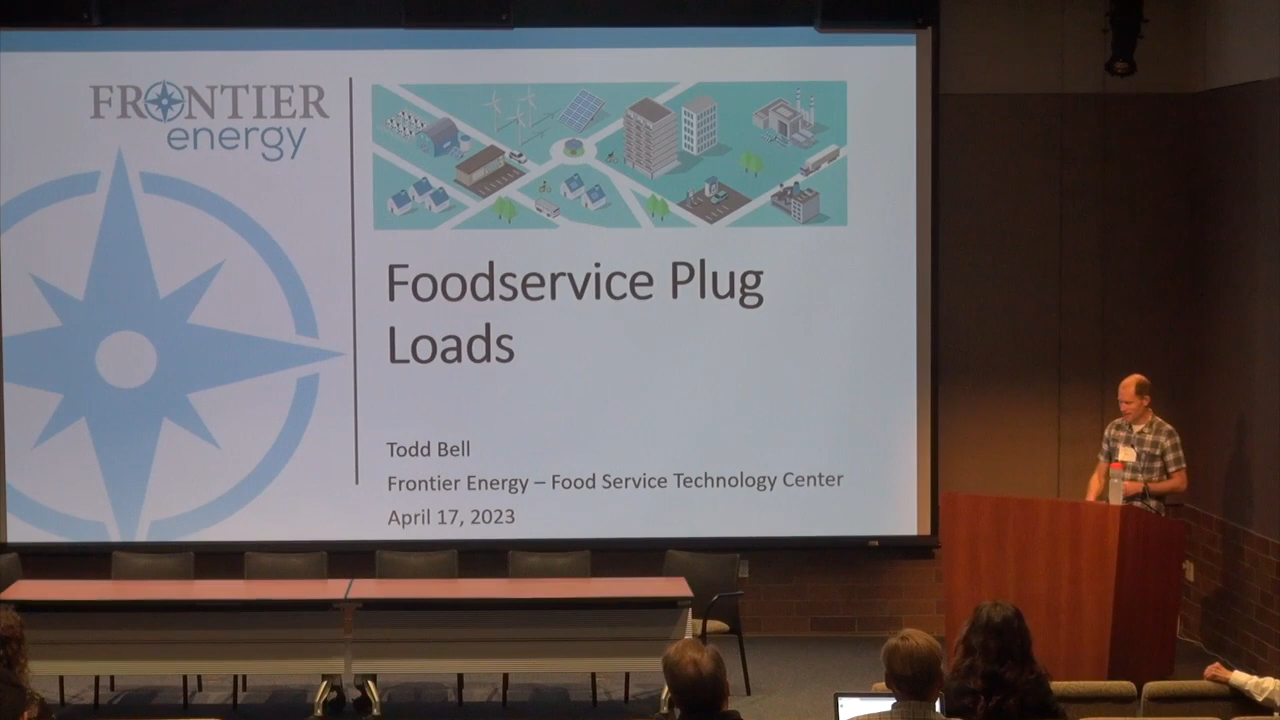 FRONTIER
energy
Foodservice Plug
Loads
Todd Bell
Frontier Energy – Food Service Technology Center
April 17, 2023